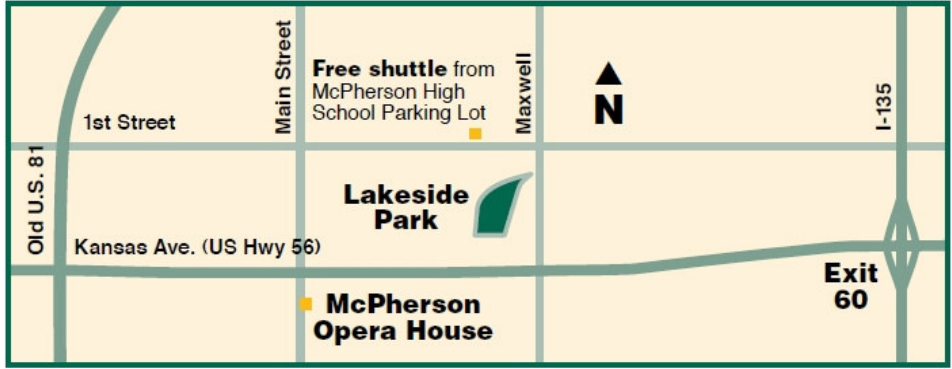 Main Street
Free shuttle from
McPherson High
School Parking Lot
Maxwell
N
I-135
1st Street
Old U.S. 81
Lakeside
Park
Kansas Ave. (US Hwy 56)
Exit
60
McPherson
Opera House